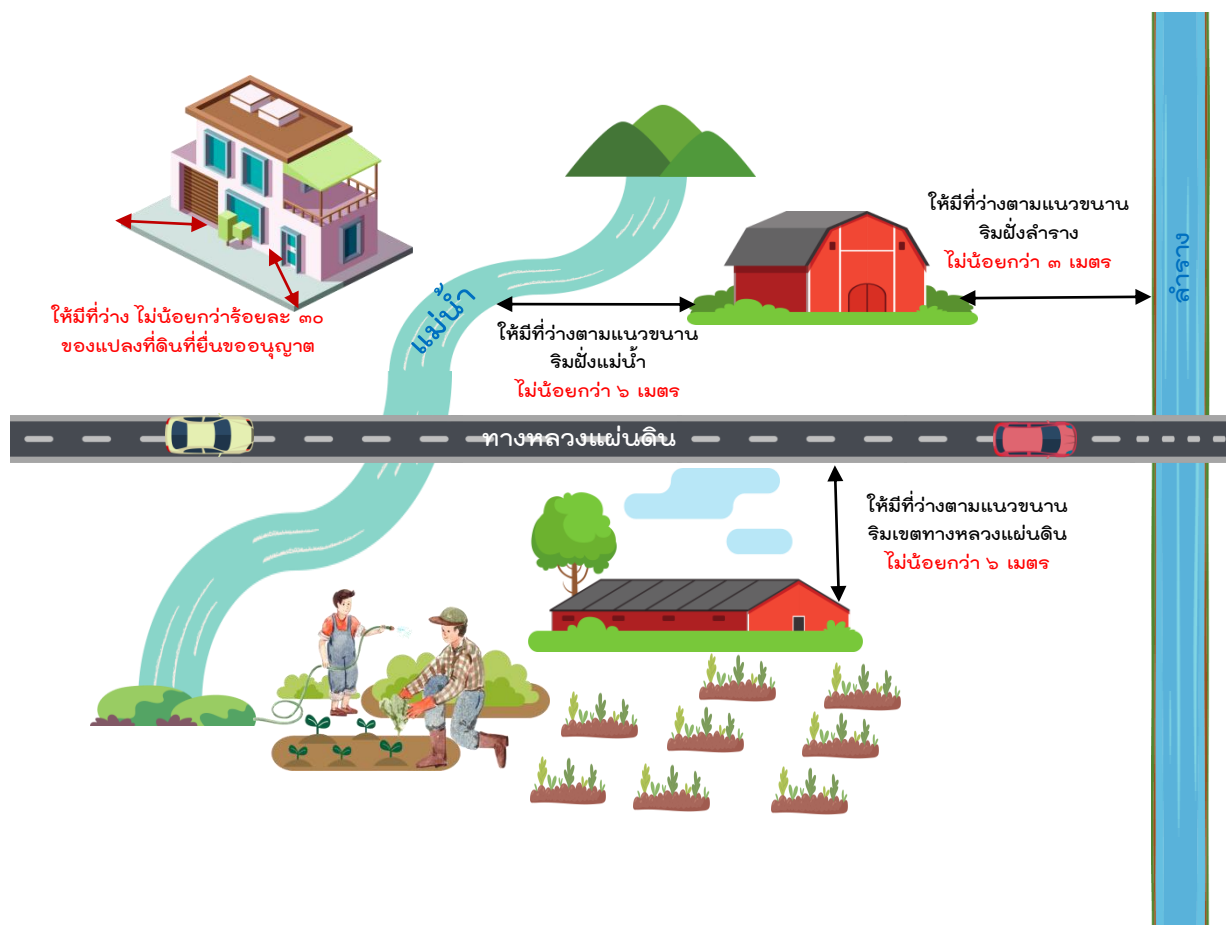 ให้มีที่ว่างตามแนวขนาน
ริมฝั่งลำราง
ไม่น้อยกว่า ๓ เมตร
ลำราง
แม่น้ำ
ให้มีที่ว่าง ไม่น้อยกว่าร้อยละ ๓๐
ของแปลงที่ดินที่ยื่นขออนุญาต
ให้มีที่ว่างตามแนวขนาน
ริมฝั่งแม่น้ำ
ไม่น้อยกว่า ๖ เมตร
ทางหลวงแผ่นดิน
ให้มีที่ว่างตามแนวขนาน
ริมเขตทางหลวงแผ่นดิน
ไม่น้อยกว่า ๖ เมตร